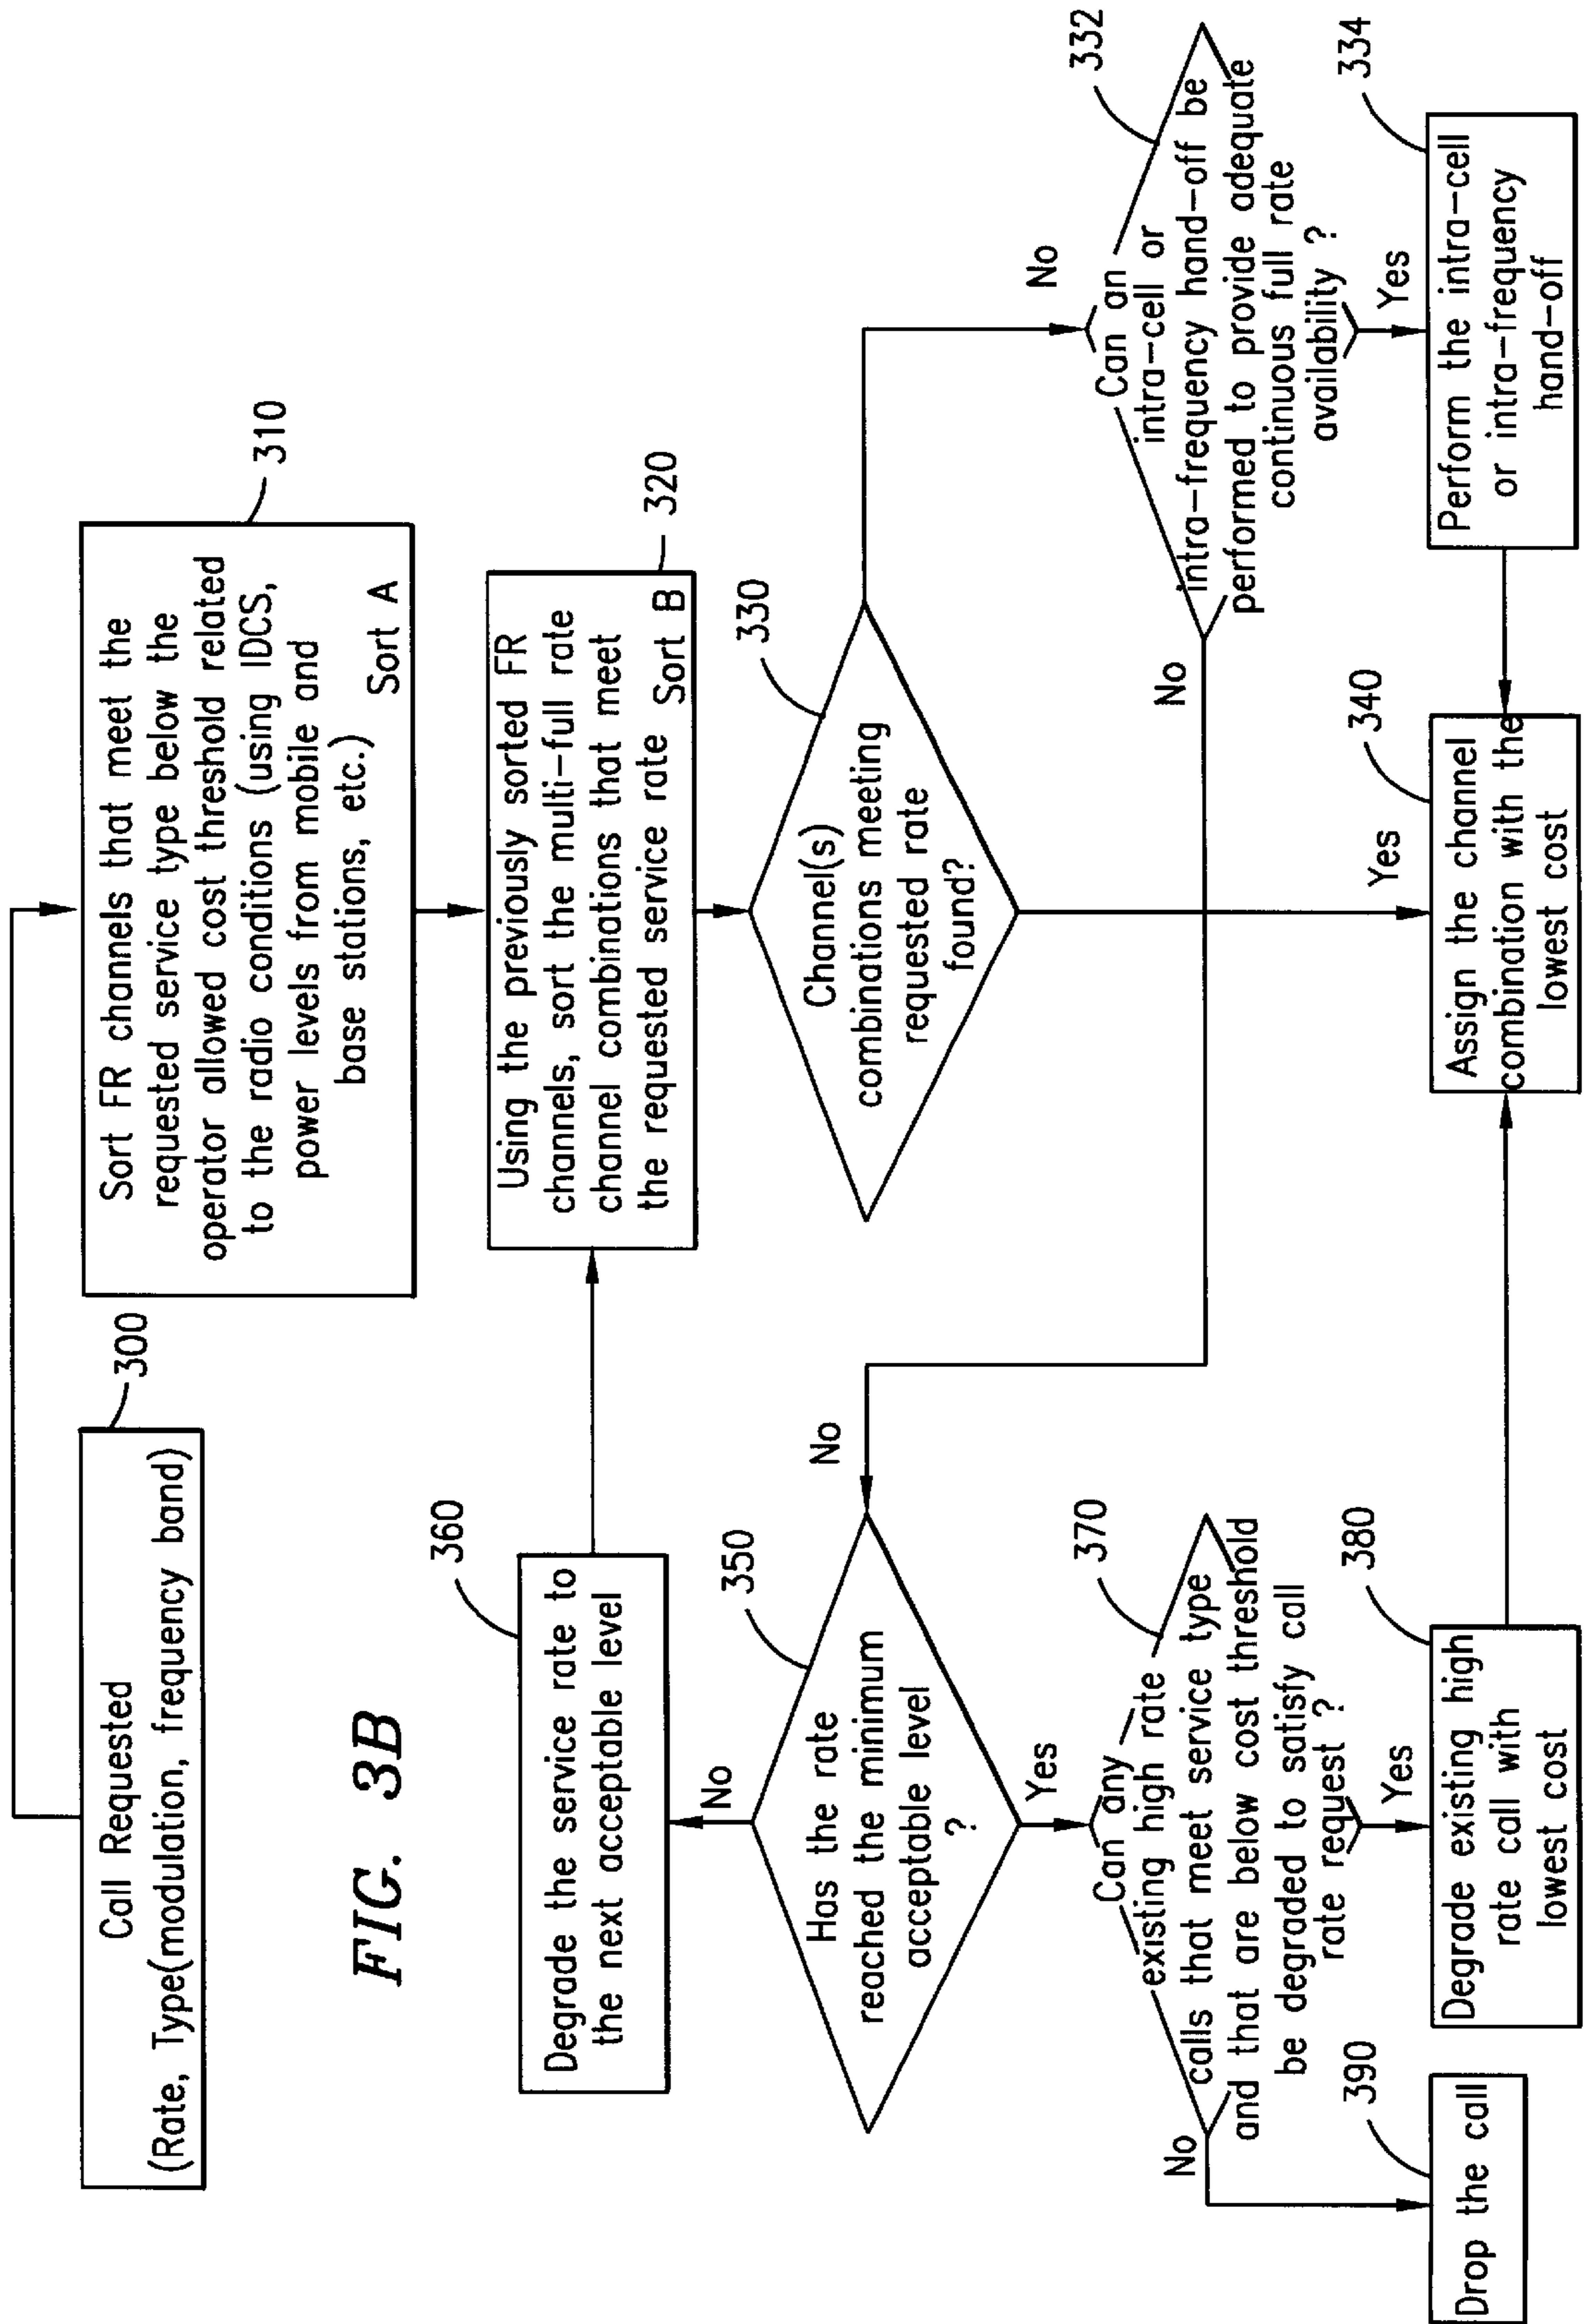 Call Requested
(Rate, Type(modulation, frequency band)
300
FIG. 3B
Sort FR channels that meet the
requested service type below the
operator allowed cost threshold related
to the radio conditions (using IDCS,
power levels from mobile and
base stations, etc.)
Sort A
310
360
Degrade the service rate to
the next acceptable level
Using the previously sorted FR
channels, sort the multi-full rate
channel combinations that meet
the requested service rate Sort B
320
No
350
Has the rate
reached the minimum
acceptable level
?
No
Yes
330
Channel(s)
combinations meeting
requested rate
found?
No
Yes
332
Can an
intra-cell or
intra-frequency hand-off be
performed to provide adequate
continuous full rate
availability ?
No
Yes
370
Can any
existing high rate
calls that meet service type
and that are below cost threshold
be degraded to satisfy call
rate request ?
No
Yes
390
Drop the call
380
Degrade existing high
rate call with
lowest cost
340
Assign the channel
combination with the
lowest cost
334
Perform the intra-cell
or intra-frequency
hand-off